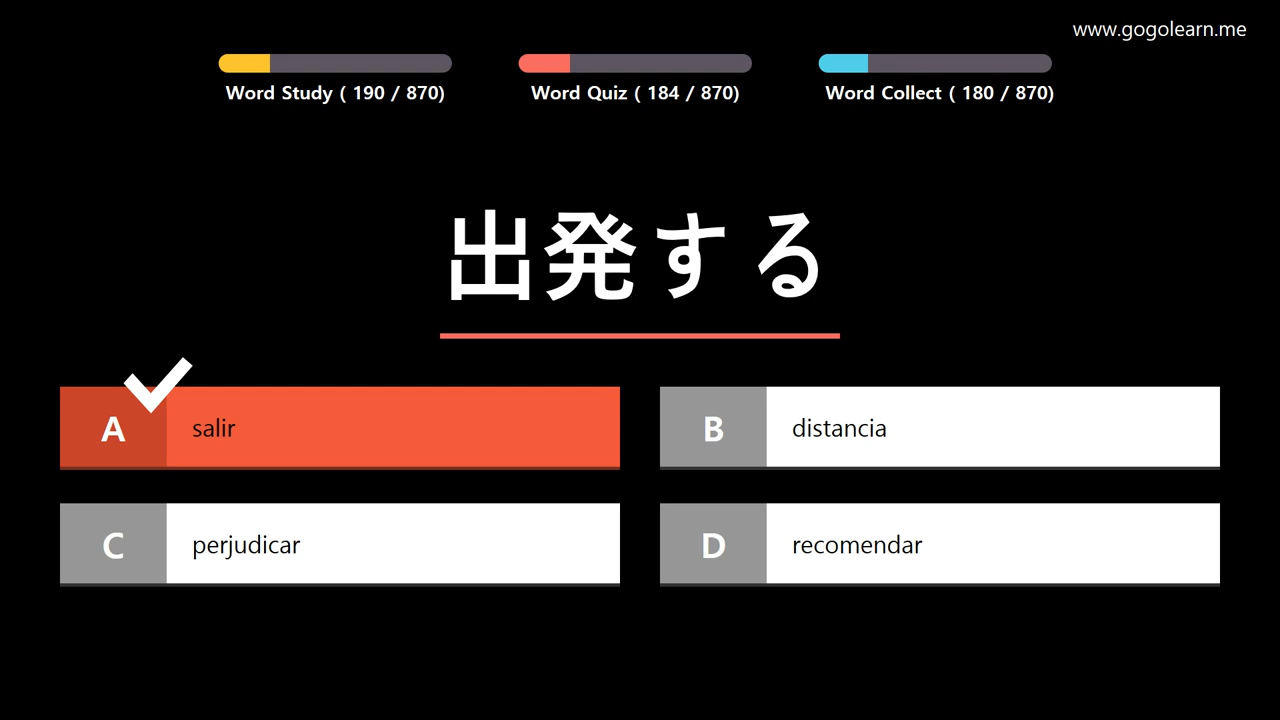 www.gogolearn.me
Word Study ( 190 / 870)
Word Quiz ( 184 / 870)
Word Collect ( 180 / 870)
出発する
A salir
B distancia
C perjudicar
D recomendar